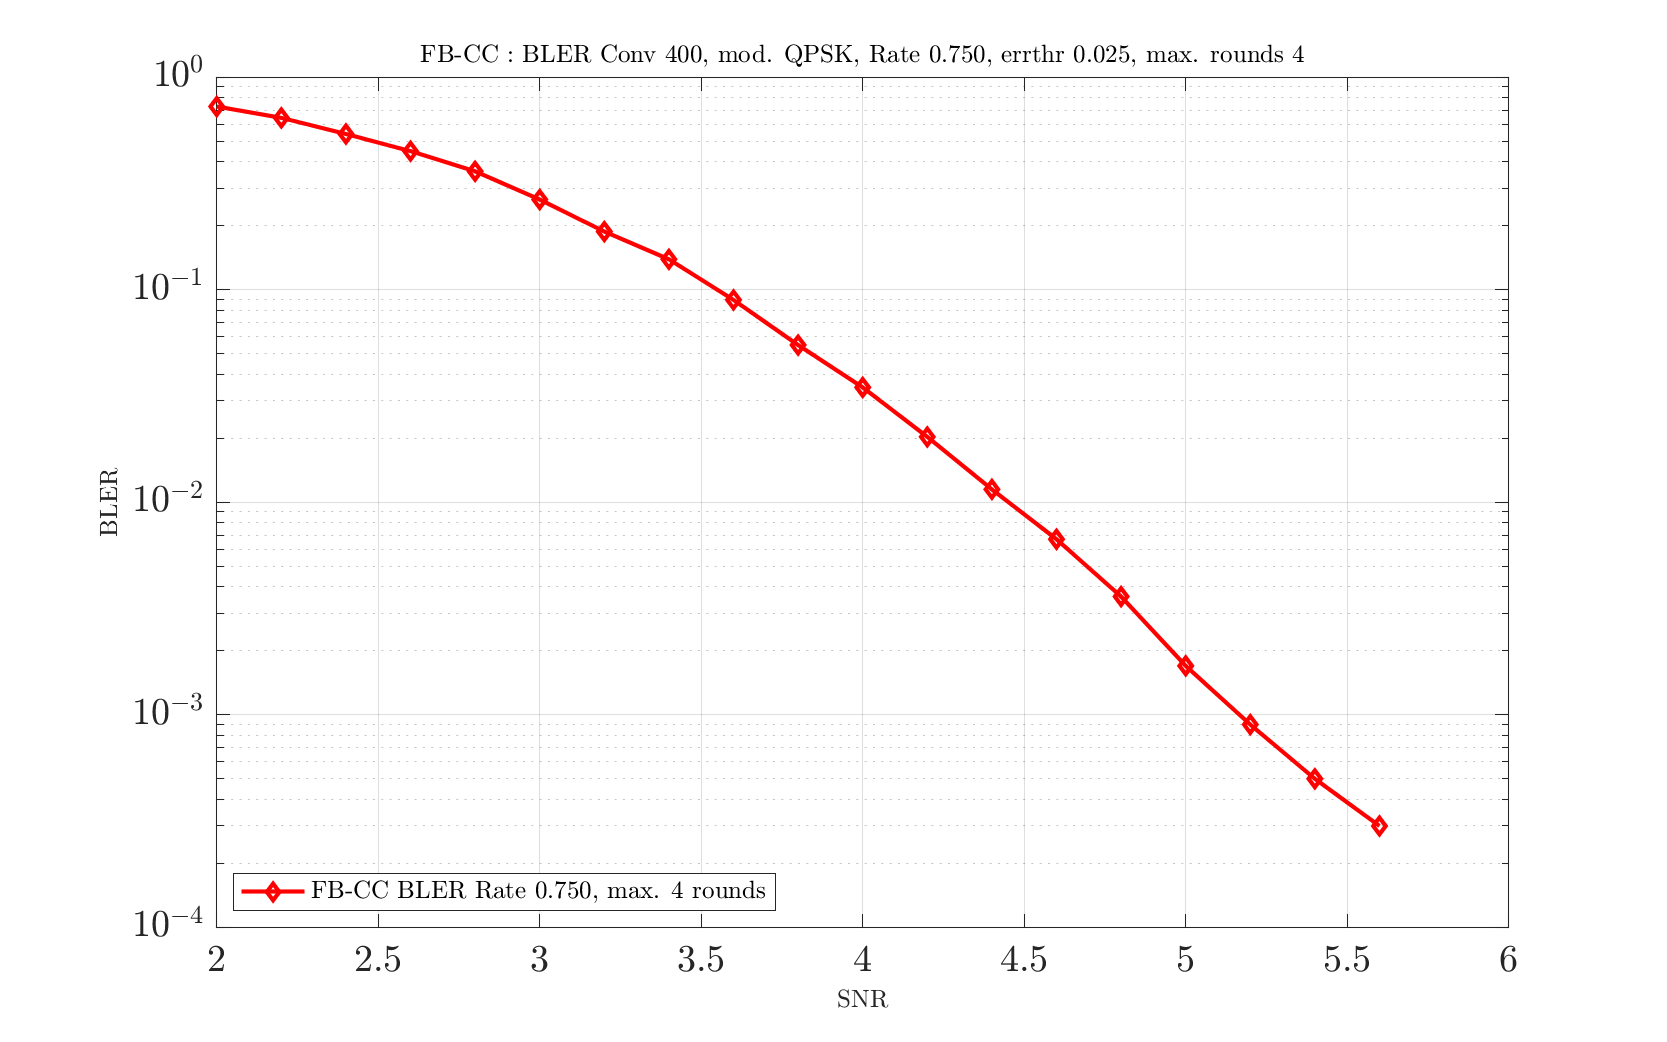 FB-CC : BLER Conv 400, mod. QPSK, Rate 0.750, errthr 0.025, max. rounds 4
10^0
10^{-1}
10^{-2}
10^{-3}
10^{-4}
BLER
FB-CC BLER Rate 0.750, max. 4 rounds
2 2.5 3 3.5 4 4.5 5 5.5 6
SNR